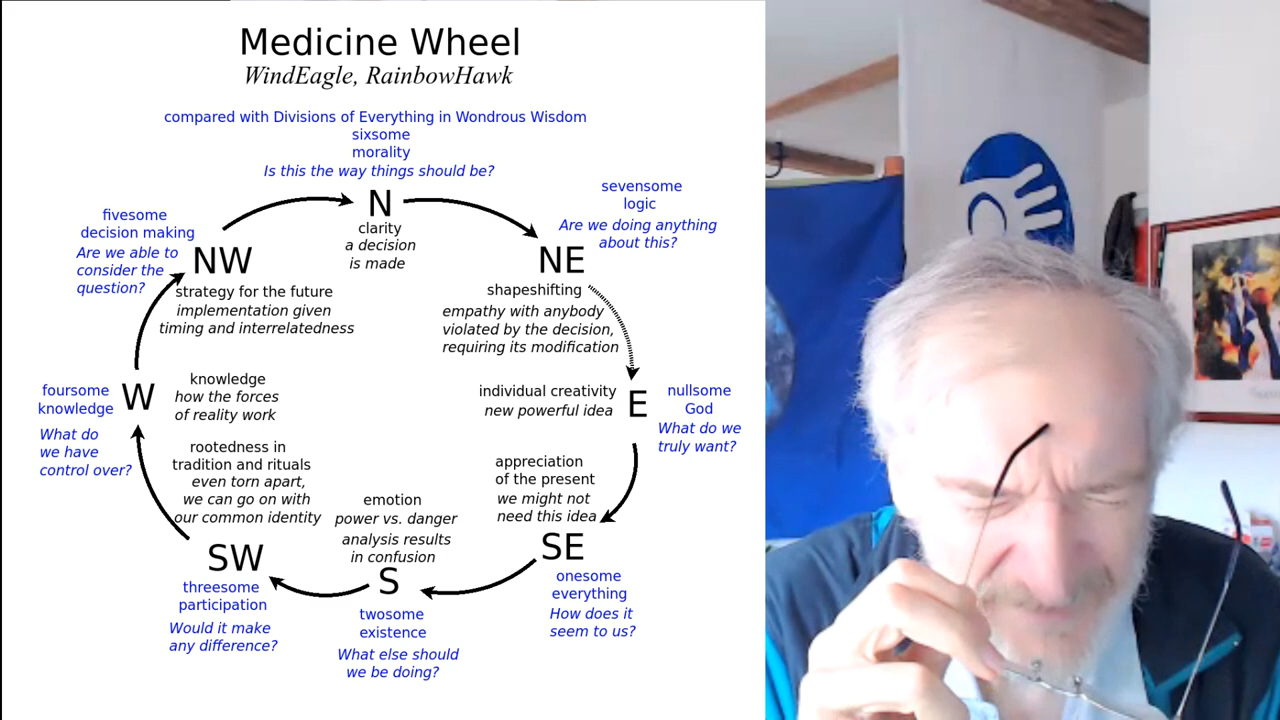 Medicine Wheel
WindEagle, RainbowHawk
compared with Divisions of Everything in Wondrous Wisdom
sixsome
morality
Is this the way things should be?
N
clarity
a decision
is made
sevensome
logic
Are we doing anything
about this?
NE
shapeshifting
empathy with anybody
violated by the decision,
requiring its modification
individual creativity
new powerful idea
E
nullsome
God
What do we
truly want?
appreciation
of the present
we might not
need this idea
SE
onesome
everything
How does it
seem to us?
emotion
power vs. danger
analysis results
in confusion
S
twosome
existence
What else should
we be doing?
rootedness in
tradition and rituals
even torn apart,
we can go on with
our common identity
SW
threesome
participation
Would it make
any difference?
foursome
knowledge
What do
we have
control over?
W
knowledge
how the forces
of reality work
fivesome
decision making
Are we able to
consider the
question?
NW
strategy for the future
implementation given
timing and interrelatedness